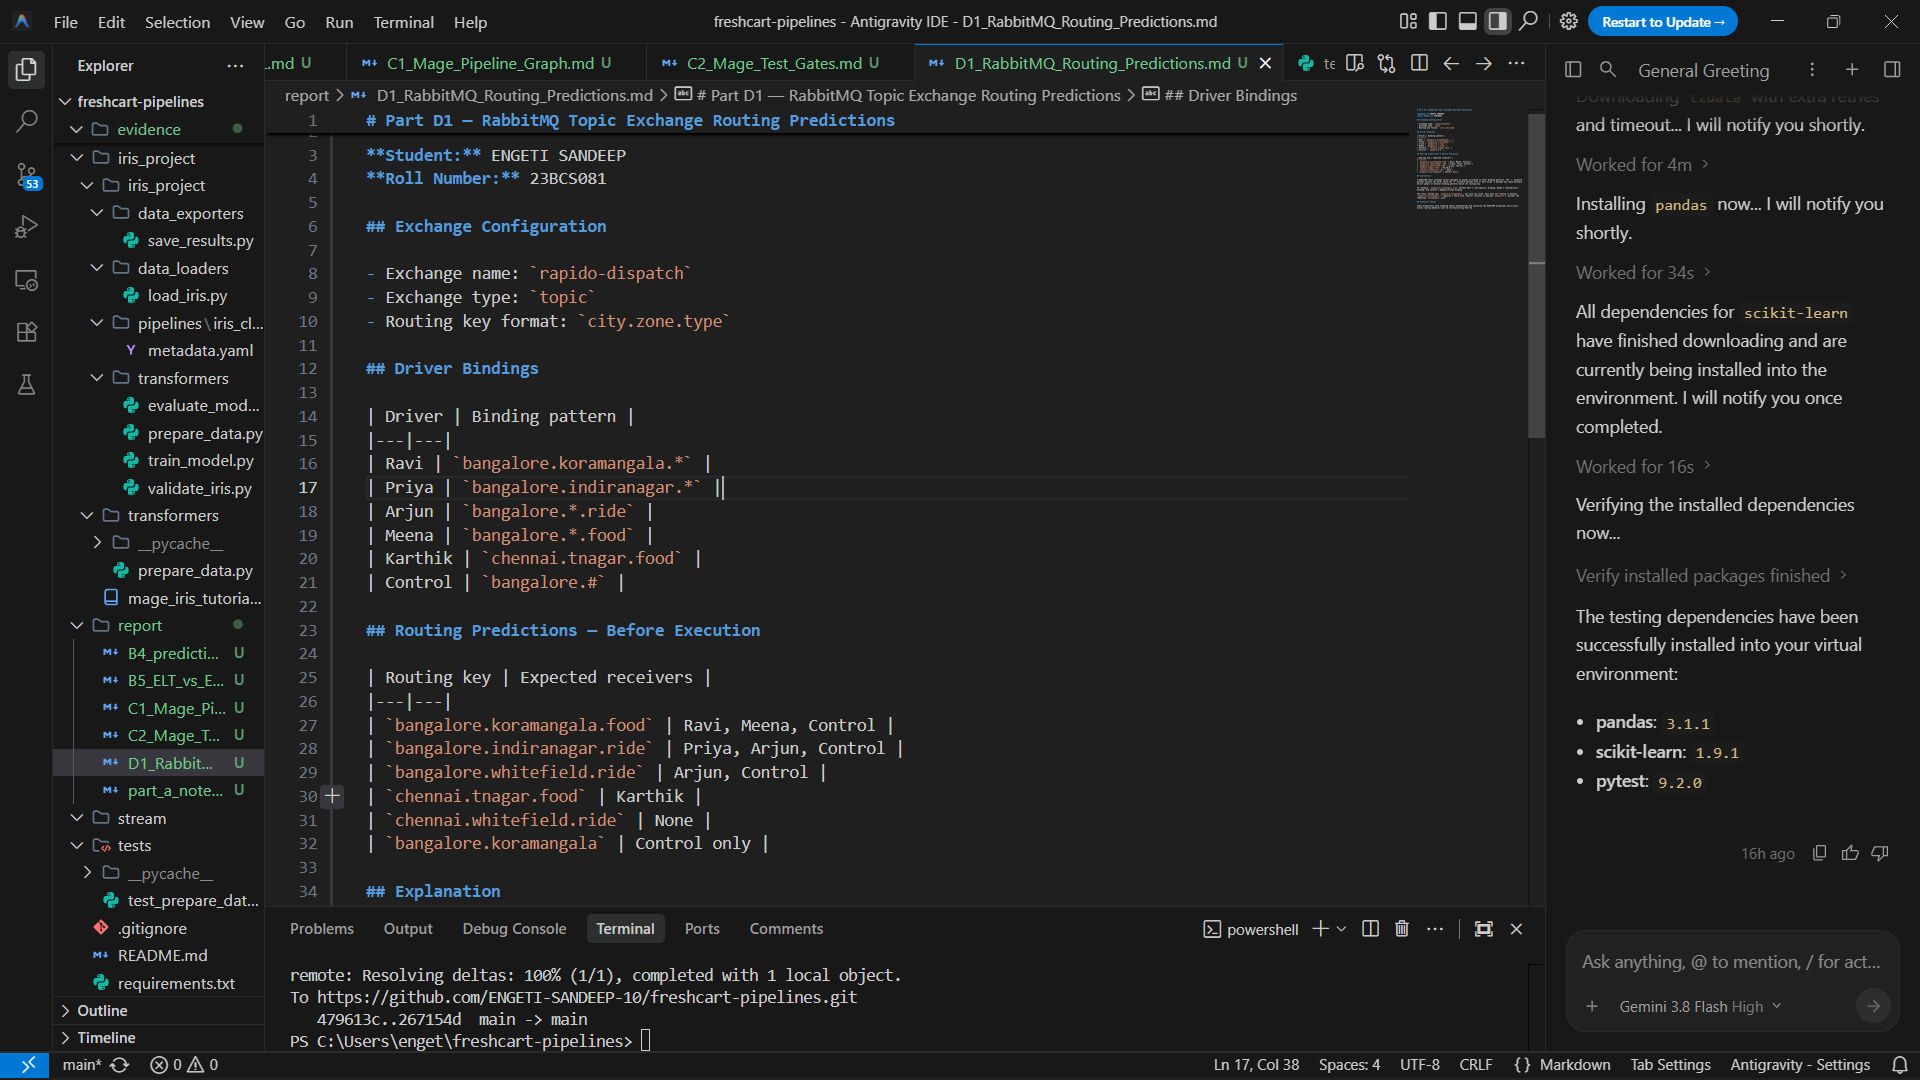 File Edit Selection View Go Run Terminal Help
freshcart-pipelines - Antigravity IDE - D1_RabbitMQ_Routing_Predictions.md
Restart to Update →
Explorer
freshcart-pipelines
evidence
iris_project
iris_project
data_exporters
save_results.py
data_loaders
load_iris.py
pipelines\iris_cl...
metadata.yaml
transformers
evaluate_mod...
prepare_data.py
train_model.py
validate_iris.py
transformers
__pycache__
prepare_data.py
mage_iris_tutoria...
report
B4_predicti... U
B5_ELT_vs_E... U
C1_Mage_Pi... U
C2_Mage_T... U
D1_Rabbit... U
part_a_note... U
stream
tests
__pycache__
test_prepare_dat...
.gitignore
README.md
requirements.txt
Outline
Timeline
53
.md U
C1_Mage_Pipeline_Graph.md U
C2_Mage_Test_Gates.md U
D1_RabbitMQ_Routing_Predictions.md U
te
report > D1_RabbitMQ_Routing_Predictions.md > # Part D1 — RabbitMQ Topic Exchange Routing Predictions > ## Driver Bindings
1 # Part D1 — RabbitMQ Topic Exchange Routing Predictions
3 **Student:** ENGETI SANDEEP
4 **Roll Number:** 23BCS081
5
6 ## Exchange Configuration
7
8 - Exchange name: `rapido-dispatch`
9 - Exchange type: `topic`
10 - Routing key format: `city.zone.type`
11
12 ## Driver Bindings
13
14 | Driver | Binding pattern |
15 |---|---|
16 | Ravi | `bangalore.koramangala.*` |
17 | Priya | `bangalore.indiranagar.*` |
18 | Arjun | `bangalore.*.ride` |
19 | Meena | `bangalore.*.food` |
20 | Karthik | `chennai.tnagar.food` |
21 | Control | `bangalore.#` |
22
23 ## Routing Predictions — Before Execution
24
25 | Routing key | Expected receivers |
26 |---|---|
27 | `bangalore.koramangala.food` | Ravi, Meena, Control |
28 | `bangalore.indiranagar.ride` | Priya, Arjun, Control |
29 | `bangalore.whitefield.ride` | Arjun, Control |
30 | `chennai.tnagar.food` | Karthik |
31 | `chennai.whitefield.ride` | None |
32 | `bangalore.koramangala` | Control only |
33
34 ## Explanation
Problems Output Debug Console Terminal Ports Comments
powershell
remote: Resolving deltas: 100% (1/1), completed with 1 local object.
To https://github.com/ENGETI-SANDEEP-10/freshcart-pipelines.git
479613c..267154d main -> main
PS C:\Users\enget\freshcart-pipelines>
General Greeting
Downloading tzdata with extra retries
and timeout... I will notify you shortly.
Worked for 4m >
Installing pandas now... I will notify you
shortly.
Worked for 34s >
All dependencies for scikit-learn
have finished downloading and are
currently being installed into the
environment. I will notify you once
completed.
Worked for 16s >
Verifying the installed dependencies
now...
Verify installed packages finished >
The testing dependencies have been
successfully installed into your virtual
environment:
• pandas: 3.1.1
• scikit-learn: 1.9.1
• pytest: 9.2.0
16h ago
Ask anything, @ to mention, / for act...
Gemini 3.8 Flash High
main* 0 0
Ln 17, Col 38 Spaces: 4 UTF-8 CRLF {} Markdown Tab Settings Antigravity - Settings